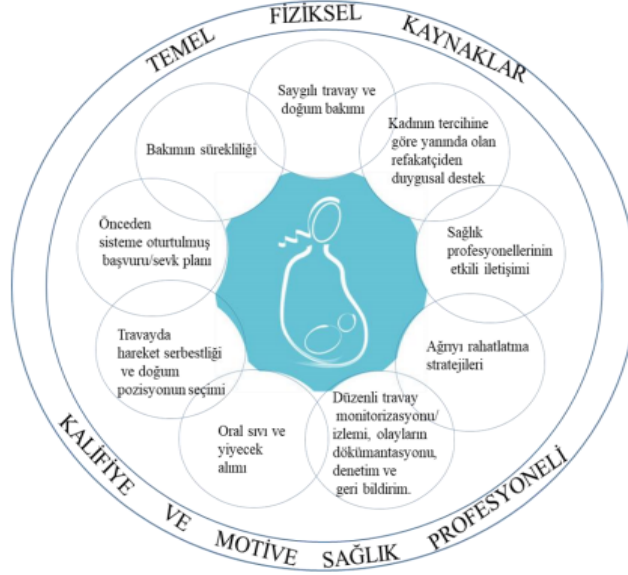 TEMEL FİZİKSEL KAYNAKLAR
Saygılı travay ve
doğum bakımı
Kadının tercihine
göre yanında olan
refakatçiden
duygusal destek
Sağlık
profesyonellerinin
etkili iletişimi
Ağrıyı rahatlatma
stratejileri
Düzenli travay
monitorizasyonu/
izlemi, olayların
dökümantasyonu,
denetim ve
geri bildirim.
Oral sıvı ve
yiyecek
alımı
Travayda
hareket serbestliği
ve doğum
pozisyonun seçimi
Önceden
sisteme oturtulmuş
başvuru/sevk planı
Bakımın sürekliliği
KALİFİYE VE MOTİVE SAĞLIK PROFESYONELİ